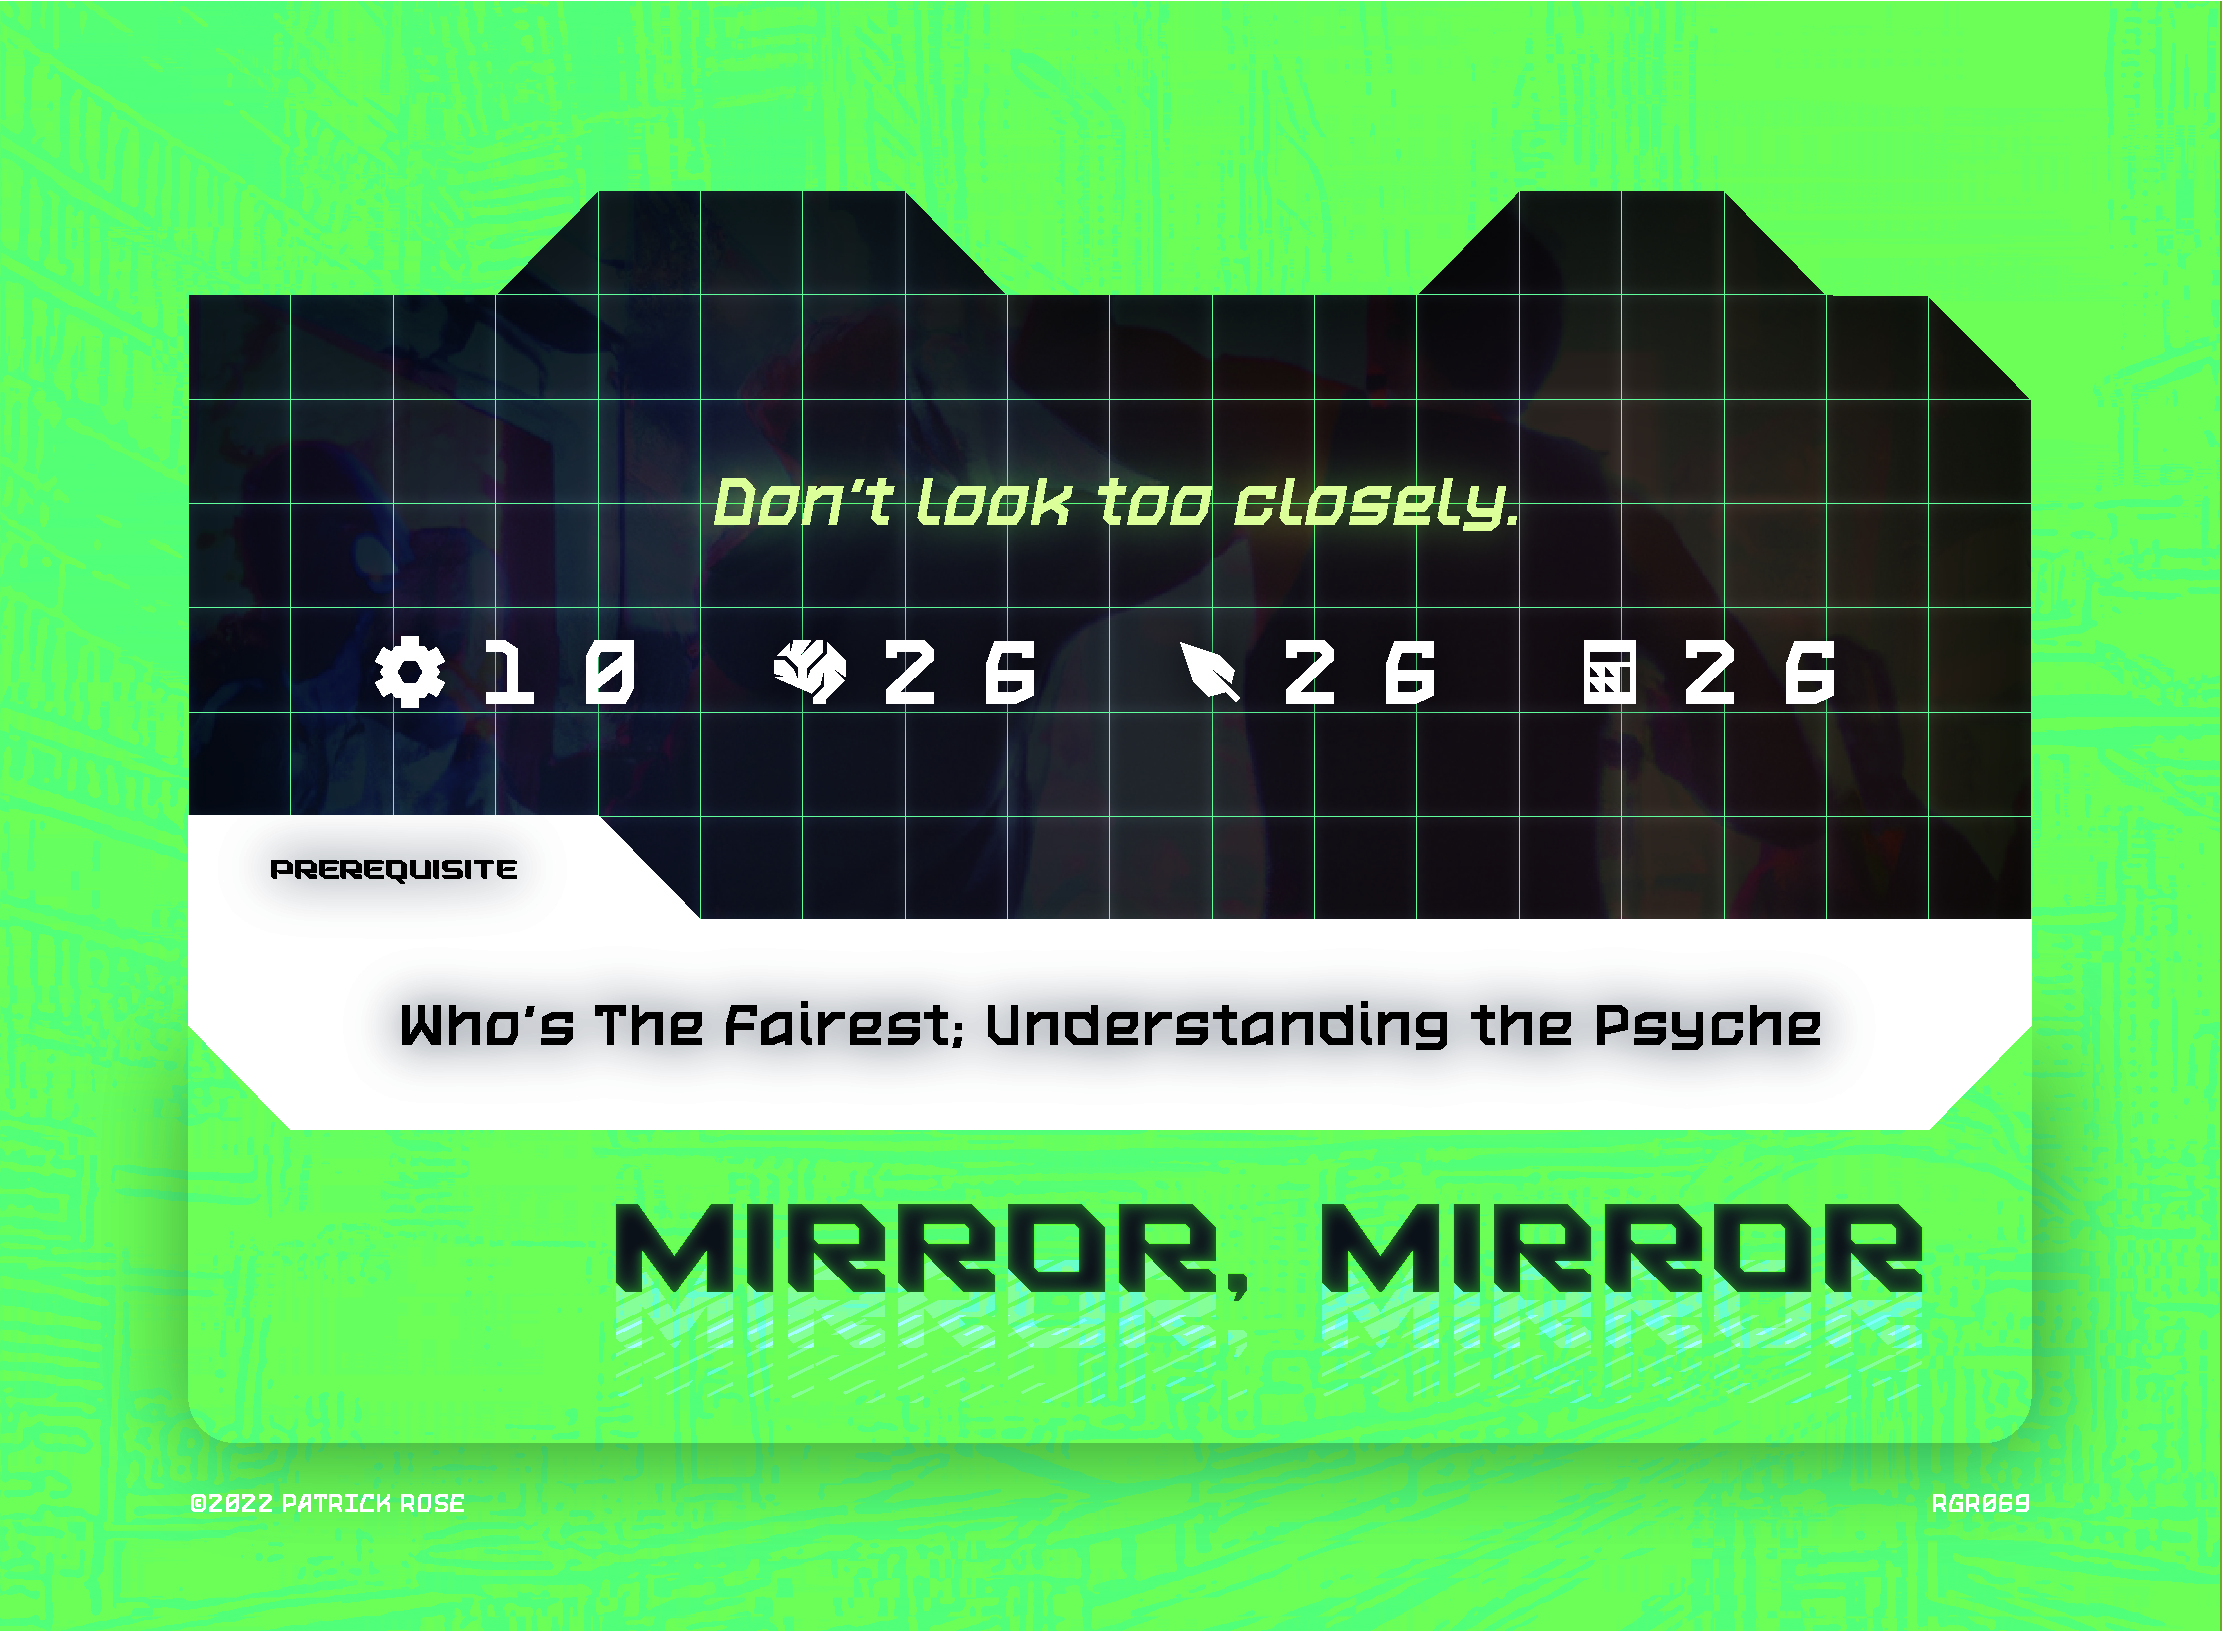 Don't look too closely.
10 26 26 26
PREREQUISITE
Who's The Fairest; Understanding the Psyche
MIRROR, MIRROR
©2022 PATRICK ROSE
RGR069